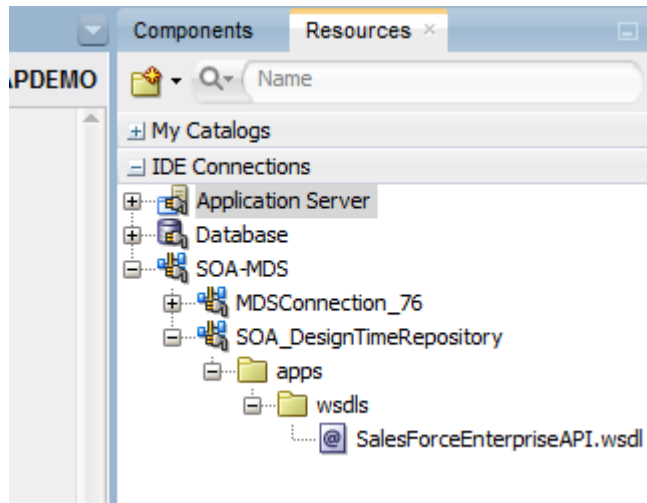 Components Resources
APDEMO
Name
My Catalogs
IDE Connections
Application Server
Database
SOA-MDS
MDSConnection_76
SOA_DesignTimeRepository
apps
wsdls
SalesForceEnterpriseAPI.wsdl